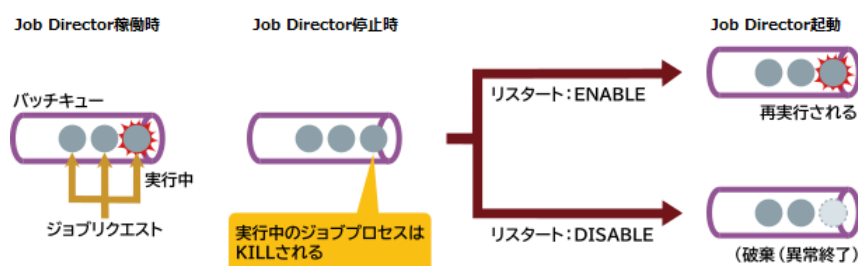 Job Director稼働時
Job Director停止時
Job Director起動
バッチキュー
リスタート：ENABLE
再実行される
実行中
ジョブリクエスト
実行中のジョブプロセスは
KILLされる
リスタート：DISABLE
(破棄（異常終了）